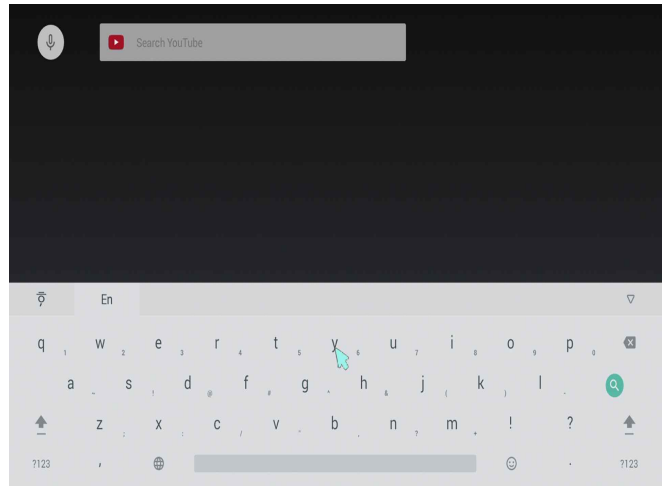 Search YouTube
En
q 1 w 2 e 3 r 4 t 5 y 6 u 7 i 8 o 9 p 0
a s ! d @ f # g h & j ( k ) l
z ; x : c / v b n ? m + ! ?
?123 , . ?123